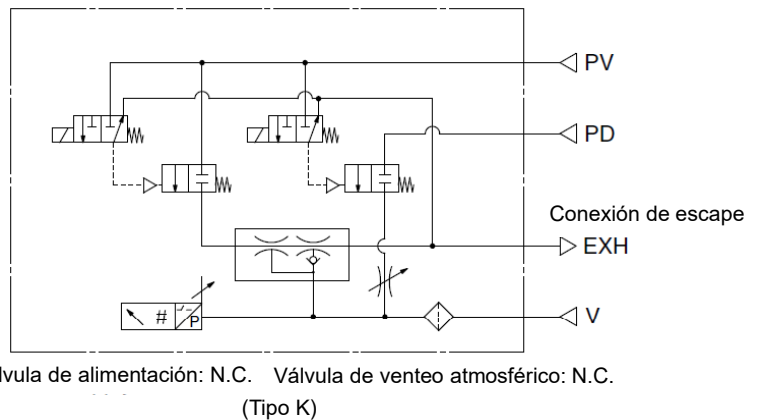 PV
PD
Conexión de escape
EXH
# P
V
lvula de alimentación: N.C. Válvula de venteo atmosférico: N.C.
(Tipo K)